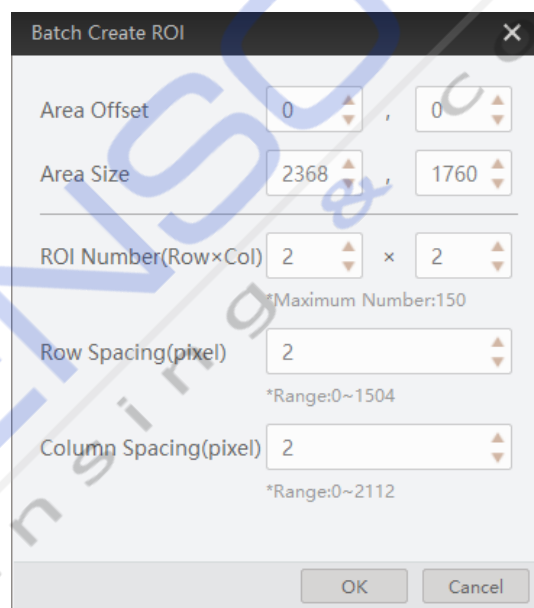 Batch Create ROI
Area Offset 0 , 0
Area Size 2368 , 1760
ROI Number(Row×Col) 2 × 2
*Maximum Number:150
Row Spacing(pixel) 2
*Range:0~1504
Column Spacing(pixel) 2
*Range:0~2112
OK Cancel